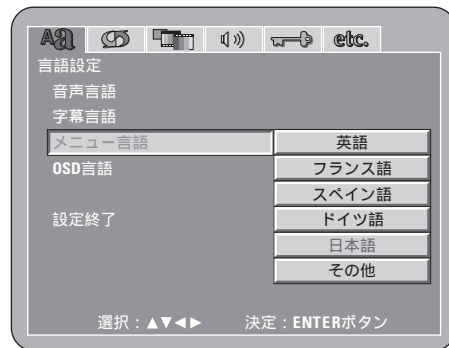 Aあ etc.
言語設定
音声言語
字幕言語
メニュー言語
OSD言語
設定終了
英語
フランス語
スペイン語
ドイツ語
日本語
その他
選択：▲▼◀▶ 決定：ENTERボタン